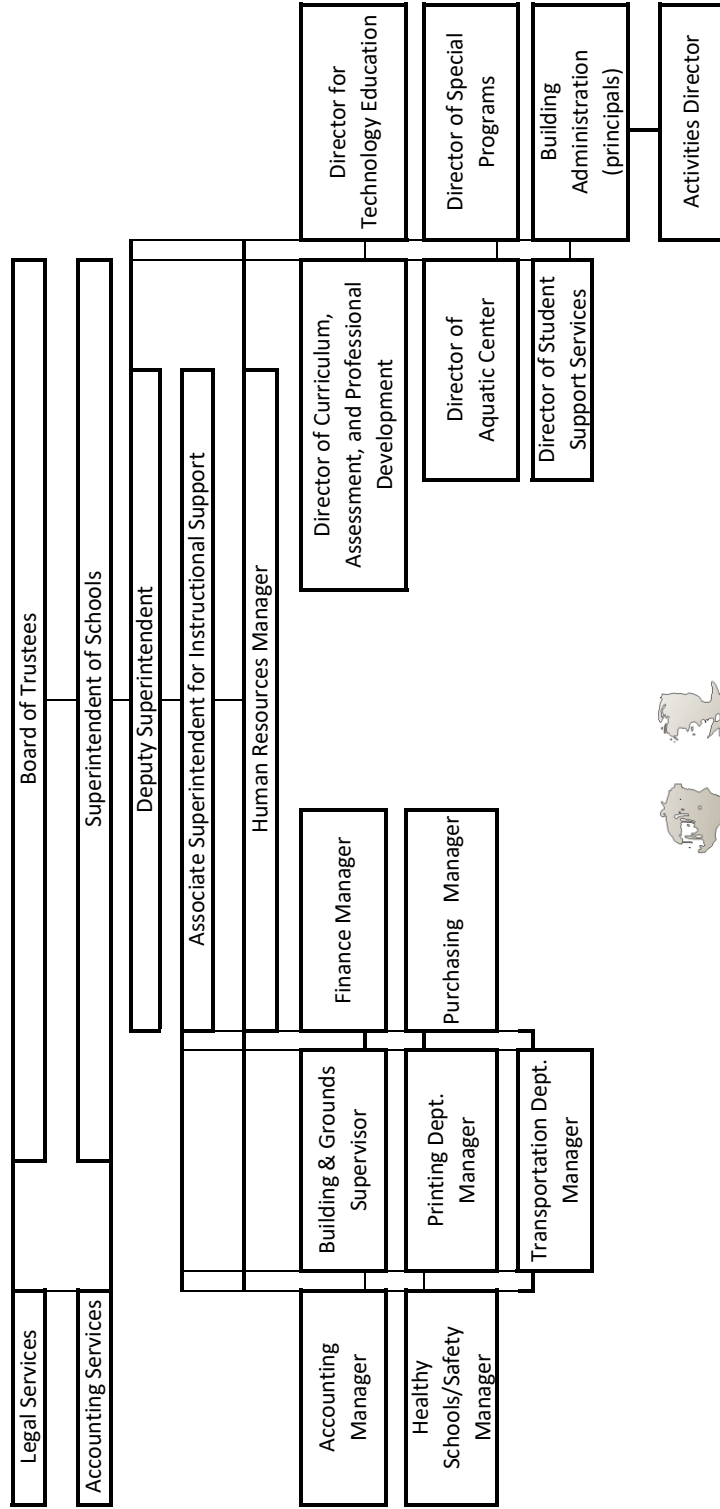 Legal Services
Board of Trustees
Accounting Services
Superintendent of Schools
Deputy Superintendent
Associate Superintendent for Instructional Support
Human Resources Manager
Accounting
Manager
Building & Grounds
Supervisor
Finance Manager
Director of Curriculum,
Assessment, and Professional
Development
Director for
Technology Education
Healthy
Schools/Safety
Manager
Printing Dept.
Manager
Purchasing Manager
Director of
Aquatic Center
Director of Special
Programs
Transportation Dept.
Manager
Director of Student
Support Services
Building
Administration
(principals)
Activities Director